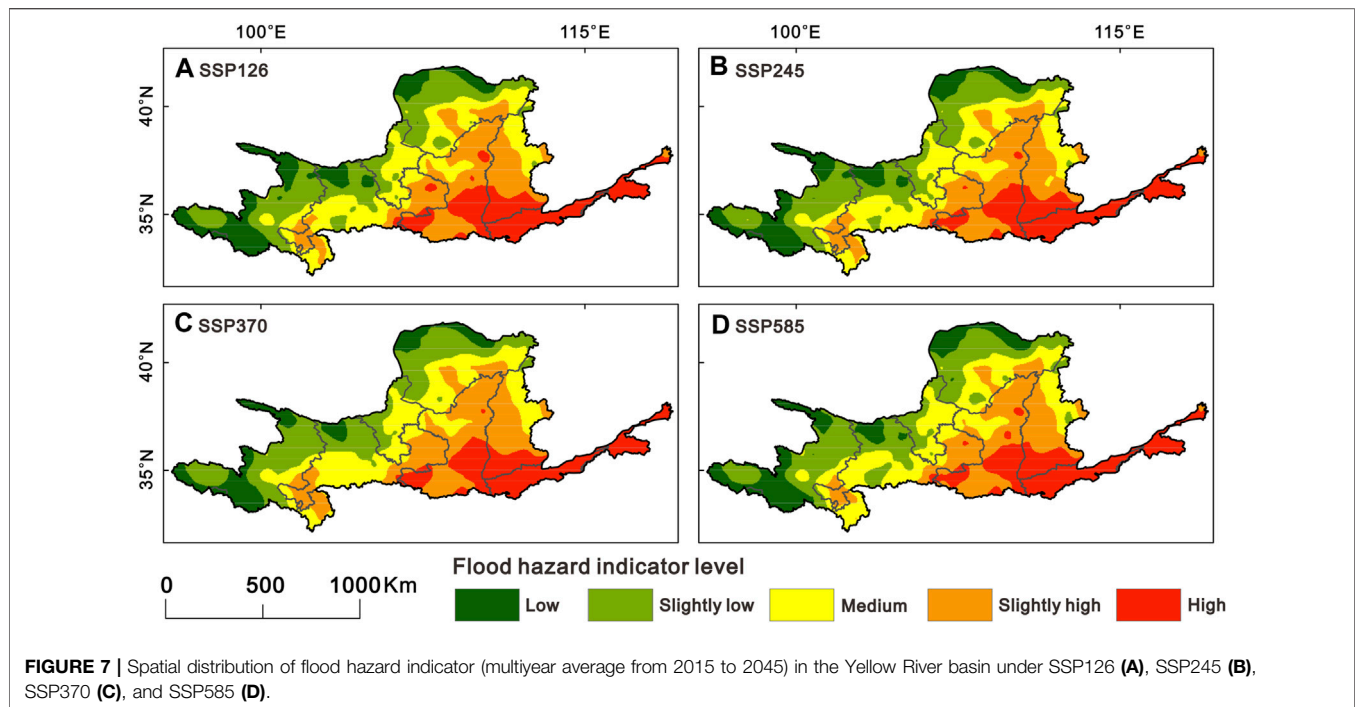 100°E 115°E 100°E 115°E
A SSP126
B SSP245
40°N
35°N
C SSP370
D SSP585
40°N
35°N
Flood hazard indicator level
0 500 1000Km
Low Slightly low Medium Slightly high High
FIGURE 7 | Spatial distribution of flood hazard indicator (multiyear average from 2015 to 2045) in the Yellow River basin under SSP126 (A), SSP245 (B),
SSP370 (C), and SSP585 (D).